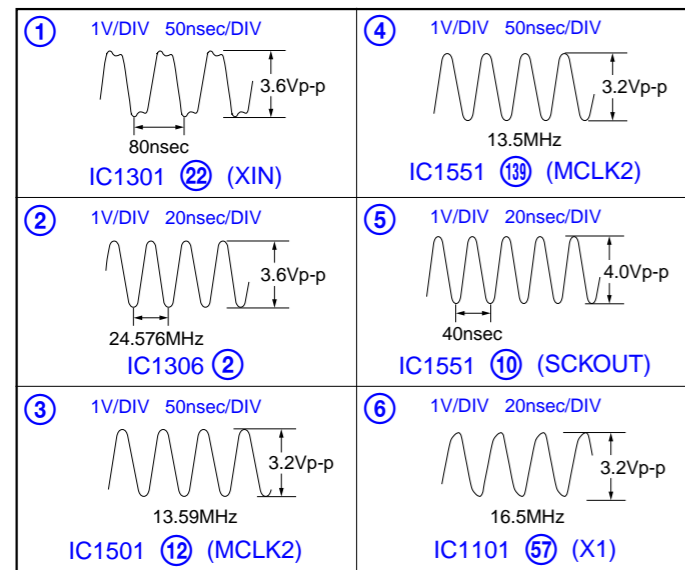 ① 1V/DIV 50nsec/DIV
3.6Vp-p
80nsec
IC1301 ㉒ (XIN)
② 1V/DIV 20nsec/DIV
3.6Vp-p
24.576MHz
IC1306 ②
③ 1V/DIV 50nsec/DIV
3.2Vp-p
13.59MHz
IC1501 ⑫ (MCLK2)
④ 1V/DIV 50nsec/DIV
3.2Vp-p
13.5MHz
IC1551 (139) (MCLK2)
⑤ 1V/DIV 20nsec/DIV
4.0Vp-p
40nsec
IC1551 ⑩ (SCKOUT)
⑥ 1V/DIV 20nsec/DIV
3.2Vp-p
16.5MHz
IC1101 (57) (X1)